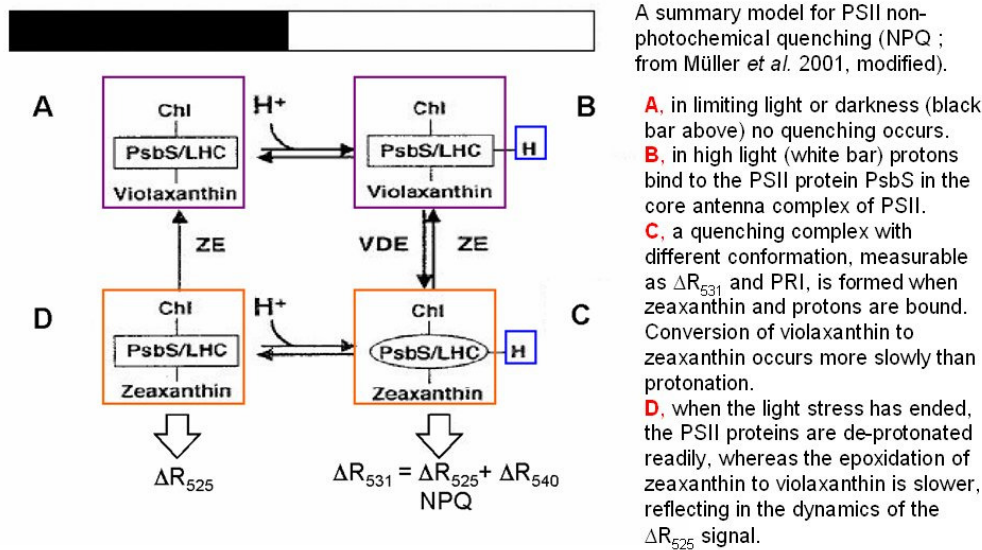 A summary model for PSII non-
photochemical quenching (NPQ ;
from Müller et al. 2001, modified).
A
Chl
PsbS/LHC
Violaxanthin
H+
B
Chl
PsbS/LHC
H
Violaxanthin
ZE
VDE
ZE
D
Chl
PsbS/LHC
Zeaxanthin
H+
C
Chl
PsbS/LHC
H
Zeaxanthin
ΔR525
ΔR531 = ΔR525+ ΔR540
NPQ
A, in limiting light or darkness (black
bar above) no quenching occurs.
B, in high light (white bar) protons
bind to the PSII protein PsbS in the
core antenna complex of PSII.
C, a quenching complex with
different conformation, measurable
as ΔR531 and PRI, is formed when
zeaxanthin and protons are bound.
Conversion of violaxanthin to
zeaxanthin occurs more slowly than
protonation.
D, when the light stress has ended,
the PSII proteins are de-protonated
readily, whereas the epoxidation of
zeaxanthin to violaxanthin is slower,
reflecting in the dynamics of the
ΔR525 signal.